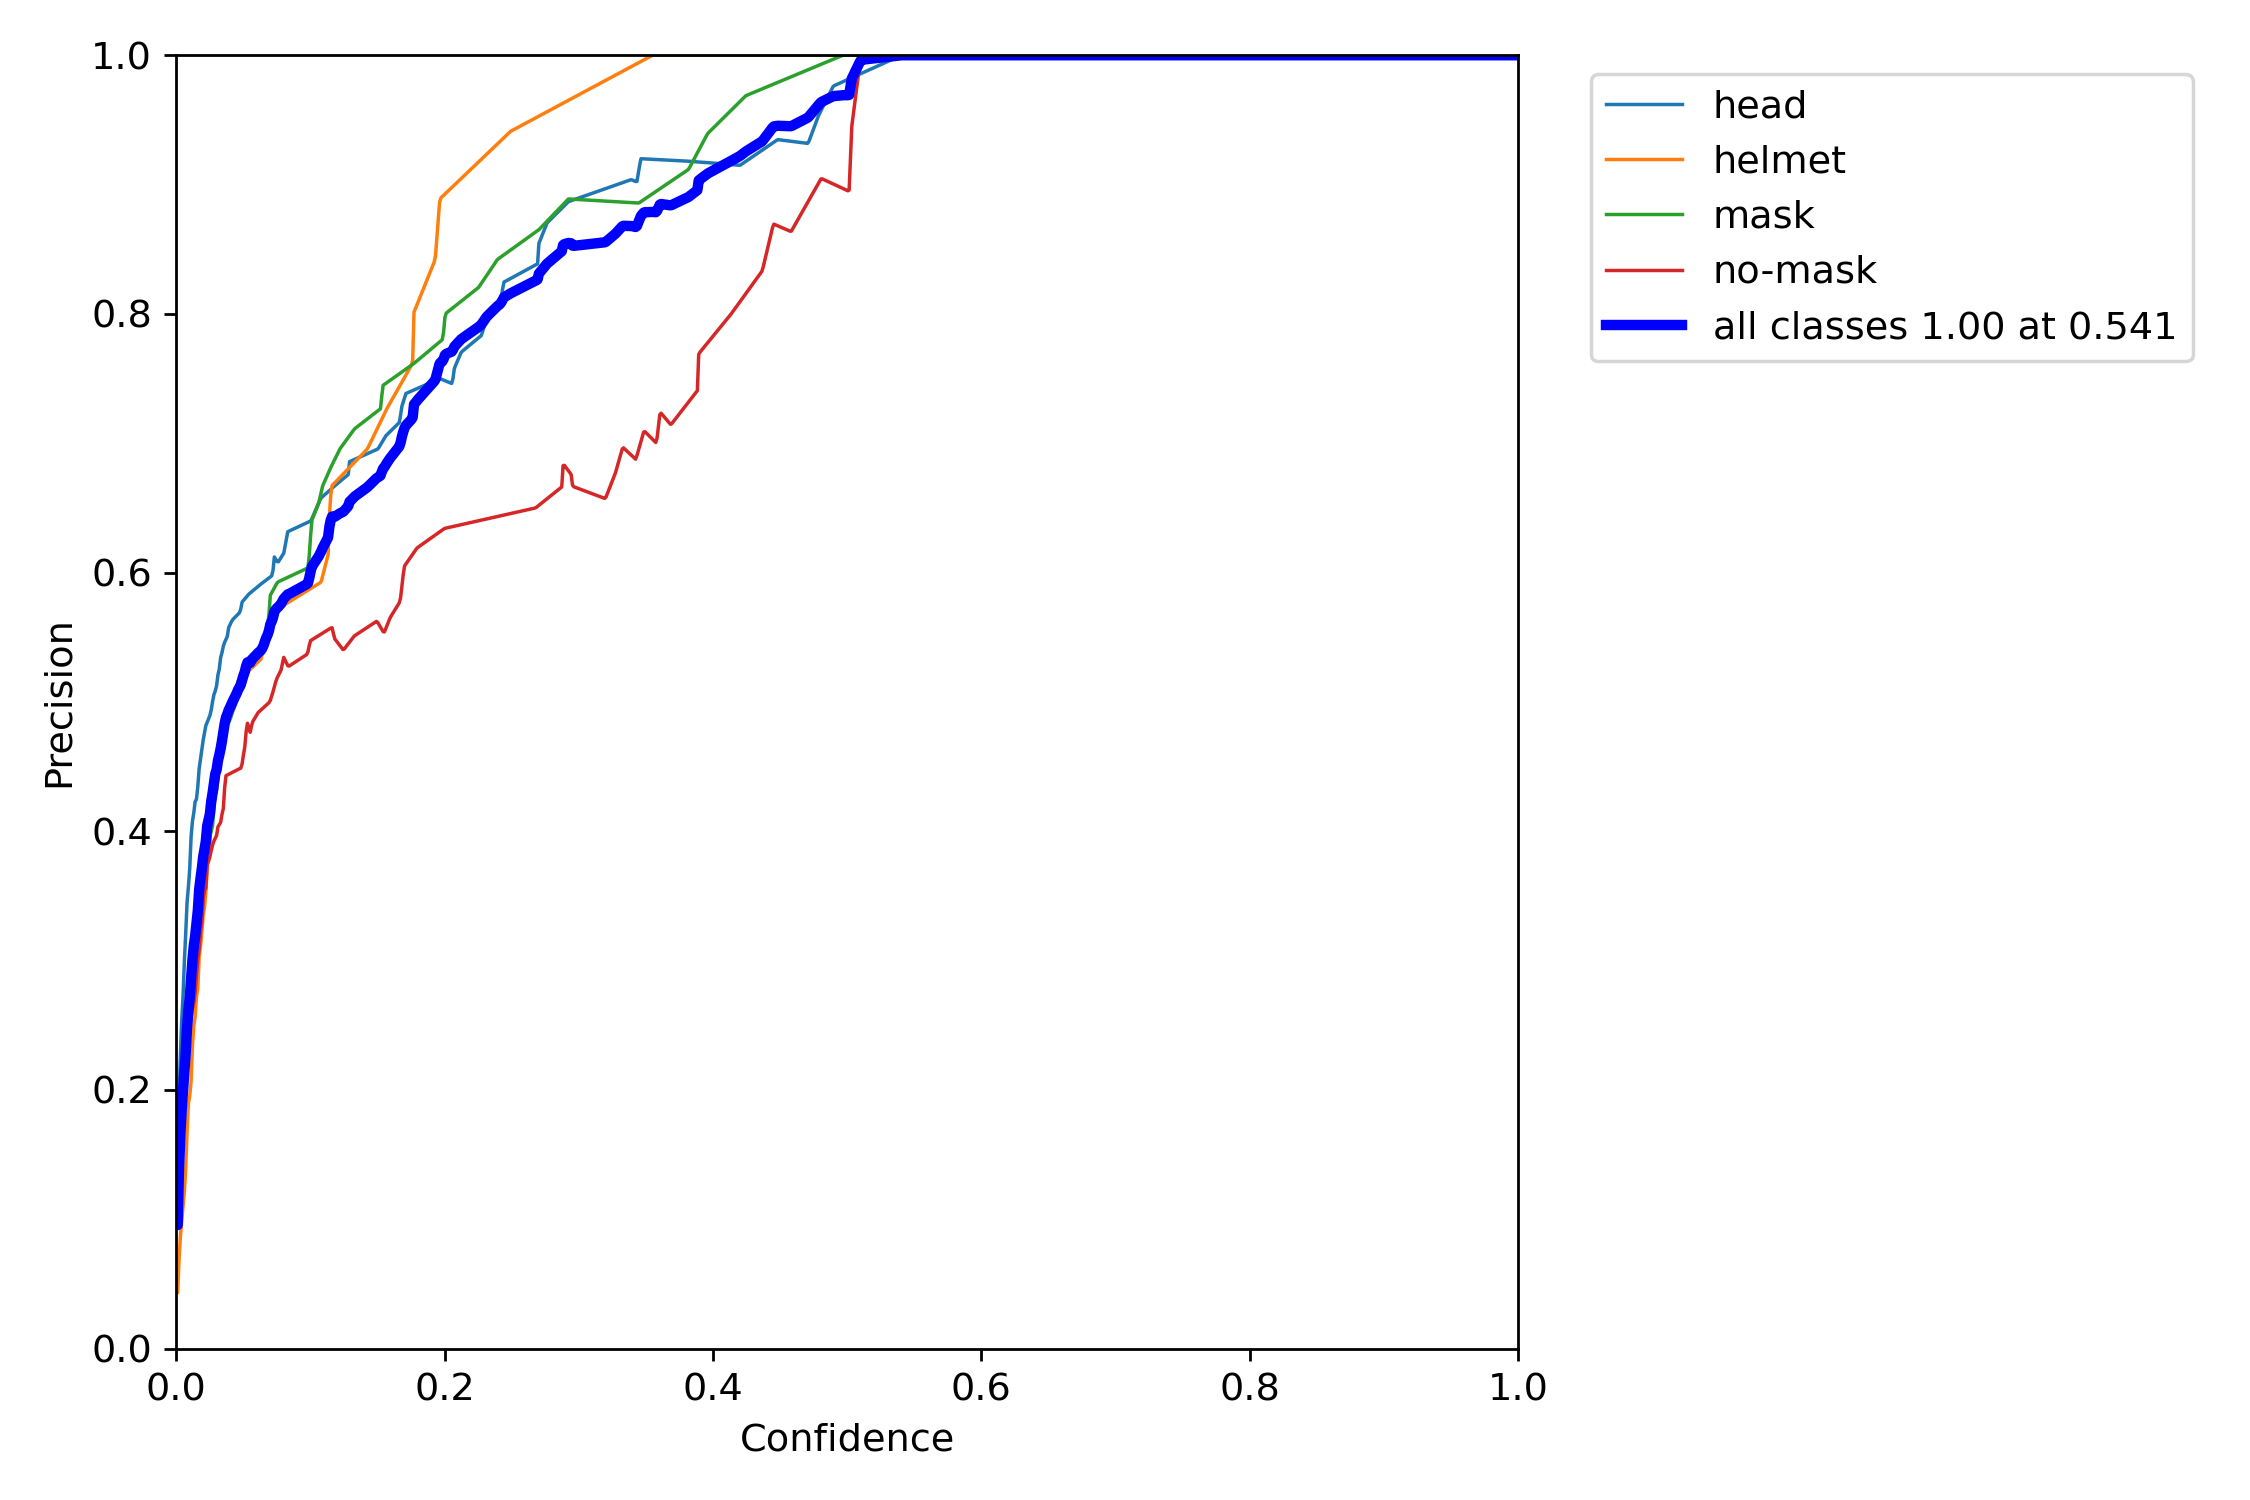 1.0
0.8
0.6
0.4
0.2
0.0
Precision
0.0 0.2 0.4 0.6 0.8 1.0
Confidence
head
helmet
mask
no-mask
all classes 1.00 at 0.541